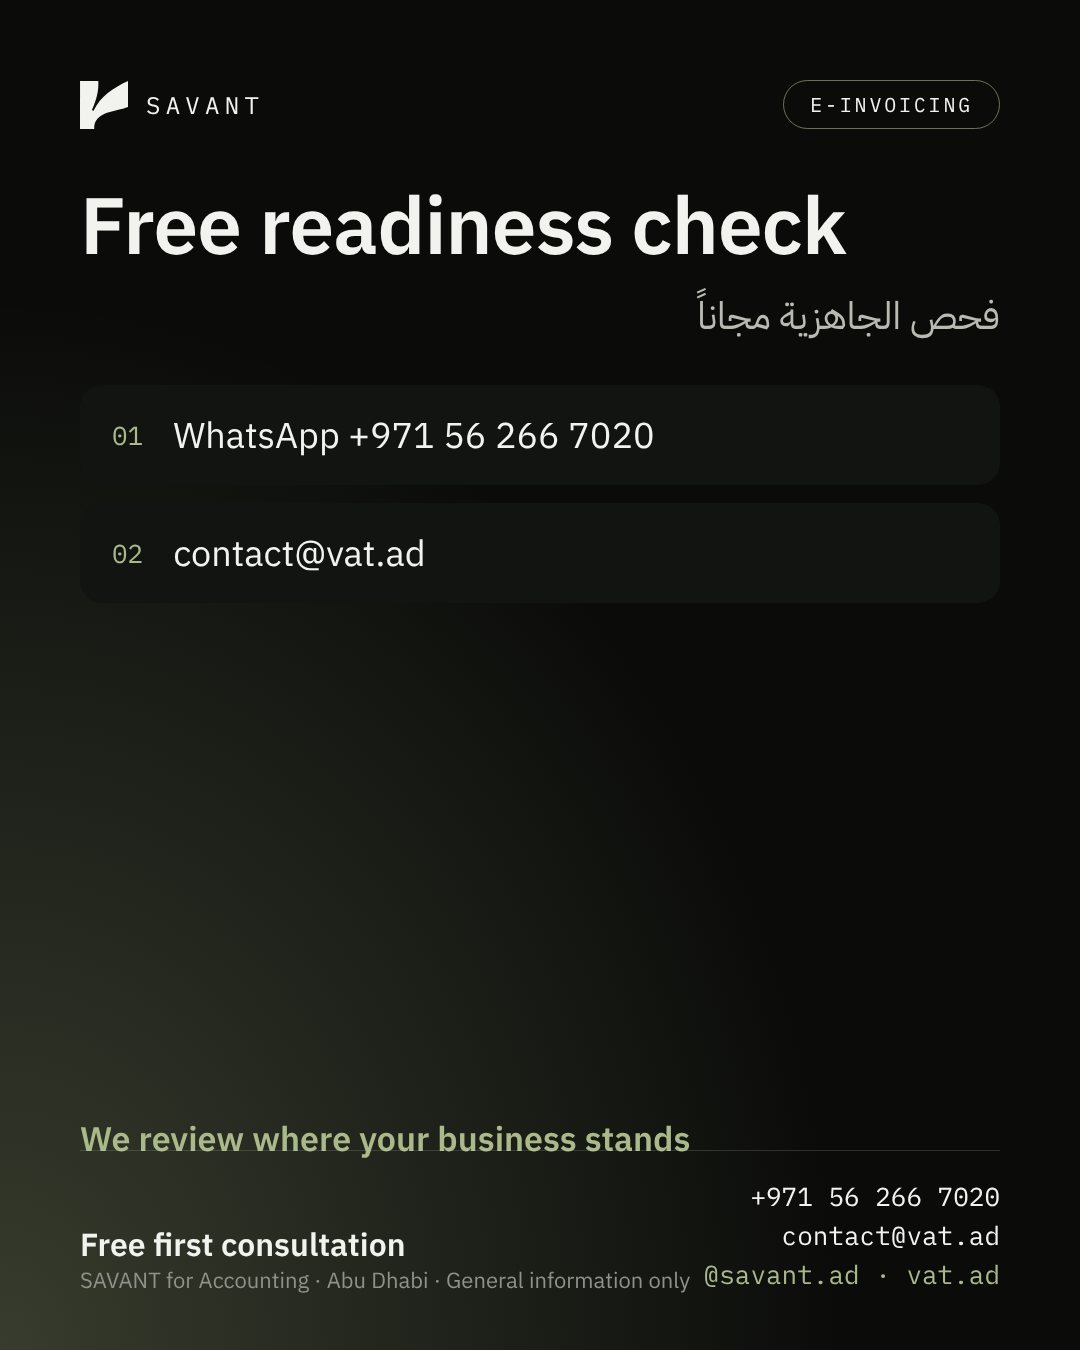 SAVANT
E-INVOICING
Free readiness check
فحص الجاهزية مجاناً
01 WhatsApp +971 56 266 7020
02 contact@vat.ad
We review where your business stands
+971 56 266 7020
contact@vat.ad
Free first consultation
SAVANT for Accounting · Abu Dhabi · General information only
@savant.ad · vat.ad